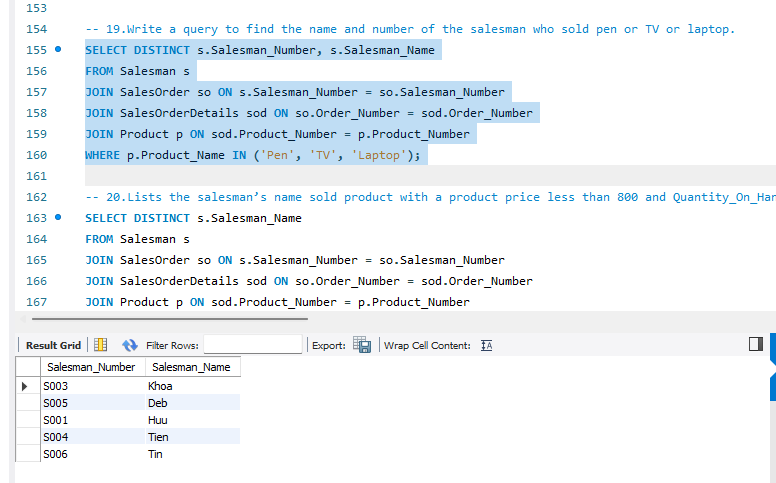 153
154 -- 19.Write a query to find the name and number of the salesman who sold pen or TV or laptop.
155 SELECT DISTINCT s.Salesman_Number, s.Salesman_Name
156 FROM Salesman s
157 JOIN SalesOrder so ON s.Salesman_Number = so.Salesman_Number
158 JOIN SalesOrderDetails sod ON so.Order_Number = sod.Order_Number
159 JOIN Product p ON sod.Product_Number = p.Product_Number
160 WHERE p.Product_Name IN ('Pen', 'TV', 'Laptop');
161
162 -- 20.Lists the salesman’s name sold product with a product price less than 800 and Quantity_On_Har
163 SELECT DISTINCT s.Salesman_Name
164 FROM Salesman s
165 JOIN SalesOrder so ON s.Salesman_Number = so.Salesman_Number
166 JOIN SalesOrderDetails sod ON so.Order_Number = sod.Order_Number
167 JOIN Product p ON sod.Product_Number = p.Product_Number
Result Grid Filter Rows: Export: Wrap Cell Content: IA
Salesman_Number Salesman_Name
S003 Khoa
S005 Deb
S001 Huu
S004 Tien
S006 Tin